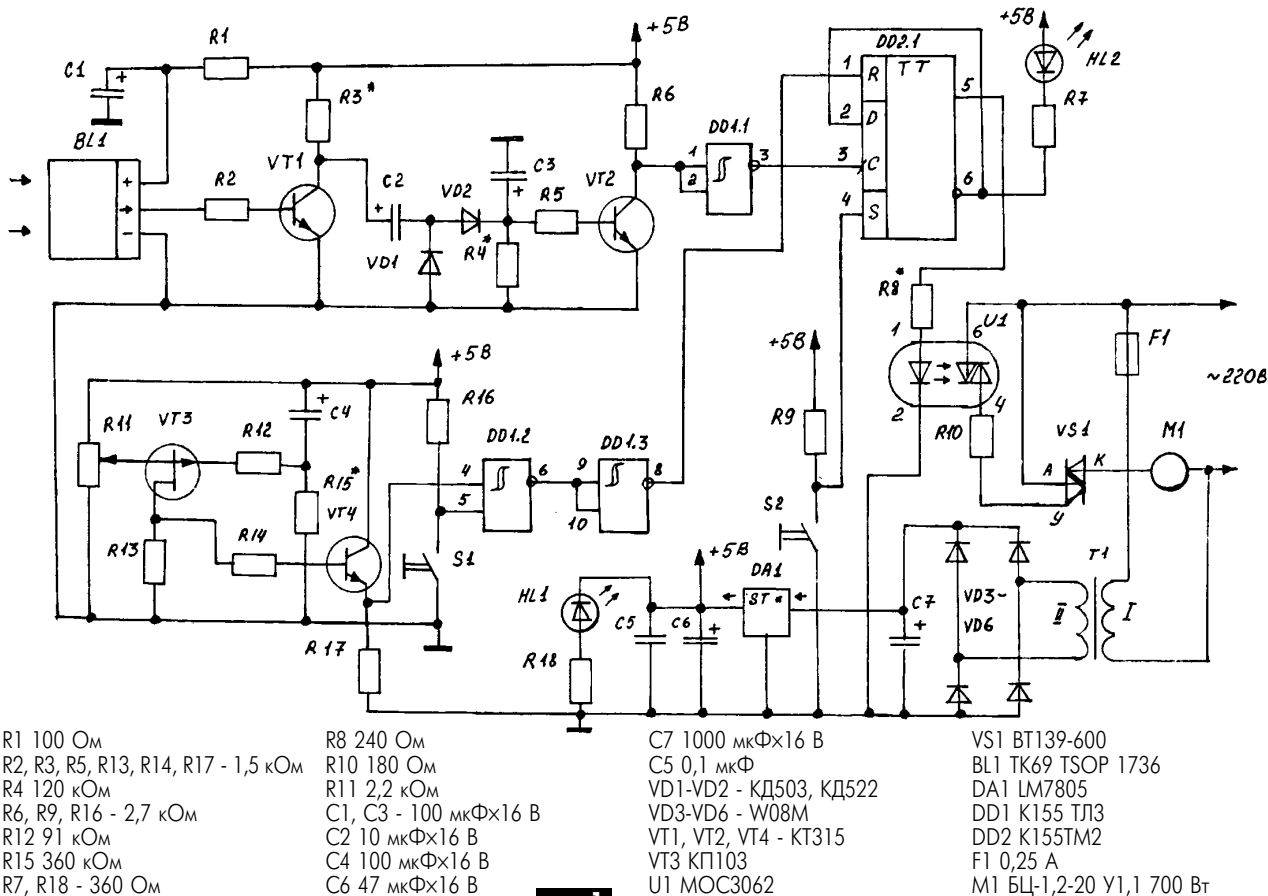 +5В
R1
C1
+
R3*
R6
BL1
VT1
R2
+
−
C2
+
VD2
C3
+
R5
VT2
VD1
R4*
DD1.1
1
2
3
DD2.1
TT
1
R
2
D
3
C
4
S
5
6
+5В
HL2
R7
R8*
1
2
6
U1
4
R10
F1
~220В
VS1
A
K
У
M1
+5В
R9
S2
R11
VT3
R12
C4
+
R15*
VT4
R13
R14
R17
+5В
R16
S1
DD1.2
4
5
6
DD1.3
9
10
8
HL1
R18
C5
C6
+
+5В
DA1
ST
C7
+
VD3-
VD6
T1
II
I
R1 100 Ом
R2, R3, R5, R13, R14, R17 - 1,5 кОм
R4 120 кОм
R6, R9, R16 - 2,7 кОм
R12 91 кОм
R15 360 кОм
R7, R18 - 360 Ом
R8 240 Ом
R10 180 Ом
R11 2,2 кОм
C1, C3 - 100 мкФ×16 В
C2 10 мкФ×16 В
C4 100 мкФ×16 В
C6 47 мкФ×16 В
C7 1000 мкФ×16 В
C5 0,1 мкФ
VD1-VD2 - КД503, КД522
VD3-VD6 - W08M
VT1, VT2, VT4 - КТ315
VT3 КП103
U1 MOC3062
VS1 BT139-600
BL1 TK69 TSOP 1736
DA1 LM7805
DD1 К155 ТЛ3
DD2 К155ТМ2
F1 0,25 А
M1 БЦ-1,2-20 У1,1 700 Вт